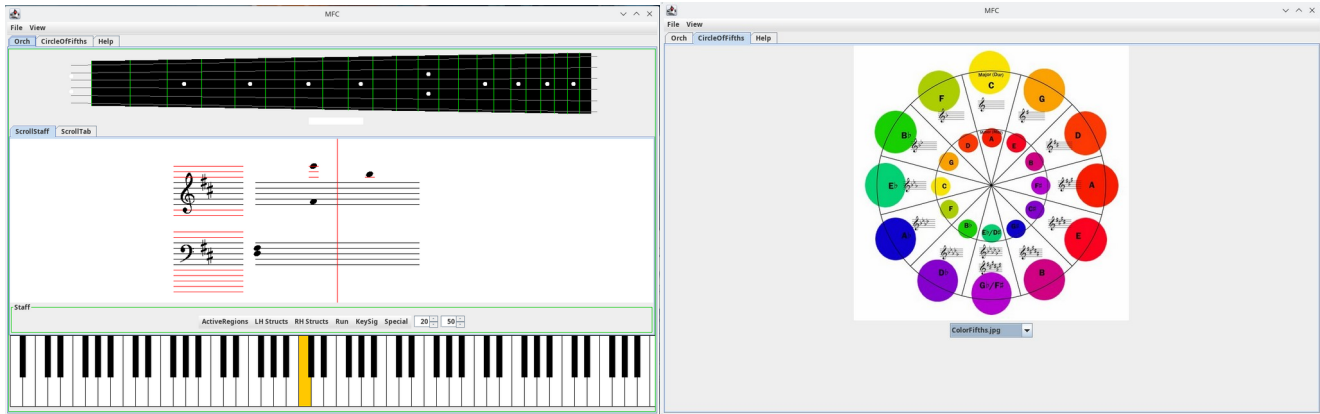 MFC
File View
Orch CircleOfFifths Help
ScrollStaff ScrollTab
Staff
ActiveRegions LH Structs RH Structs Run KeySig Special 20 50
MFC
File View
Orch CircleOfFifths Help
Major (Dur)
C
G
D
A
E
B
G♭/F♯
D♭
A
E♭
B♭
F
A
E
B
F♯
C♯
E♭/D♯
B♭
F
C
G
D
ColorFifths.jpg